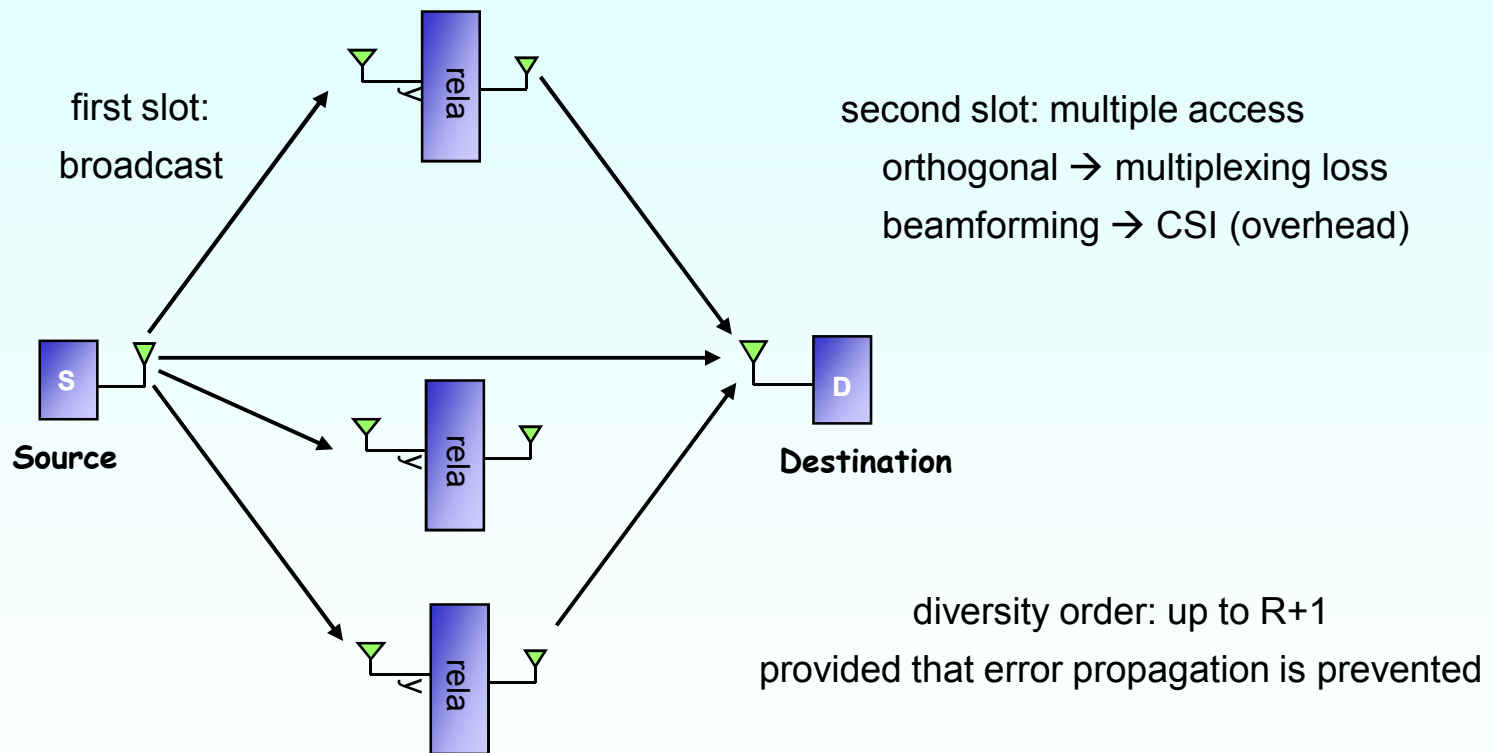 first slot:
broadcast
rela
y
second slot: multiple access
orthogonal → multiplexing loss
beamforming → CSI (overhead)
S
Source
rela
y
D
Destination
rela
y
diversity order: up to R+1
provided that error propagation is prevented